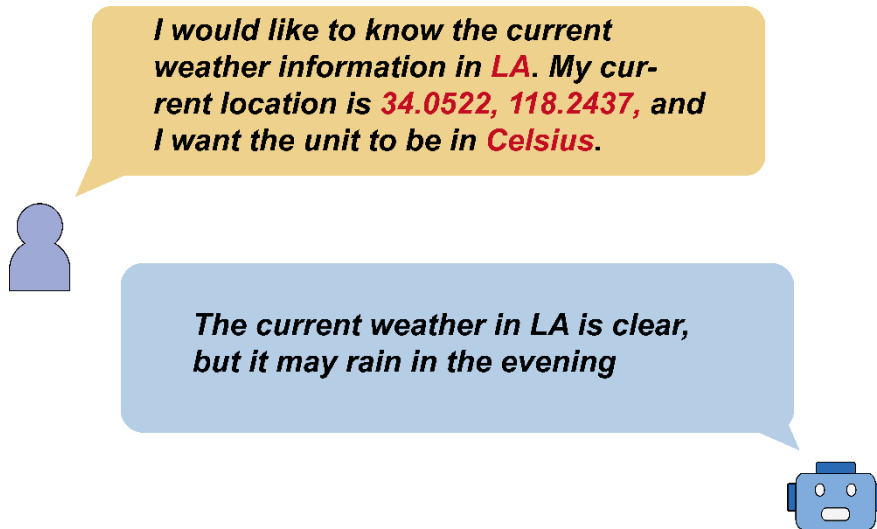 I would like to know the current
weather information in LA. My cur-
rent location is 34.0522, 118.2437, and
I want the unit to be in Celsius.
The current weather in LA is clear,
but it may rain in the evening